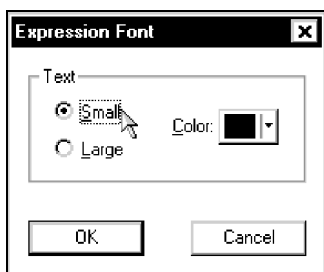 Expression Font
Text
Small
Color:
Large
OK
Cancel